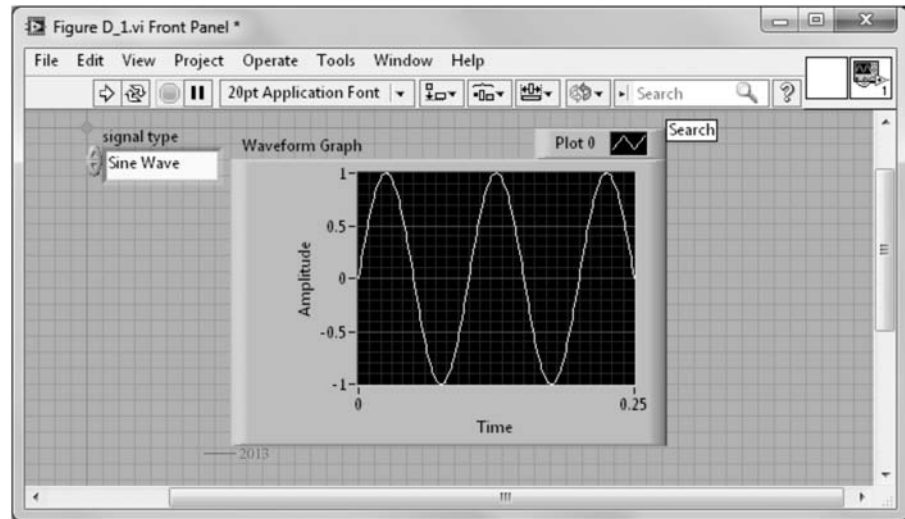 Figure D_1.vi Front Panel *
File Edit View Project Operate Tools Window Help
20pt Application Font Search ?
1
Search
signal type
Sine Wave
Waveform Graph
Plot 0
1
0.5
0
-0.5
-1
Amplitude
0 0.25
Time
2013